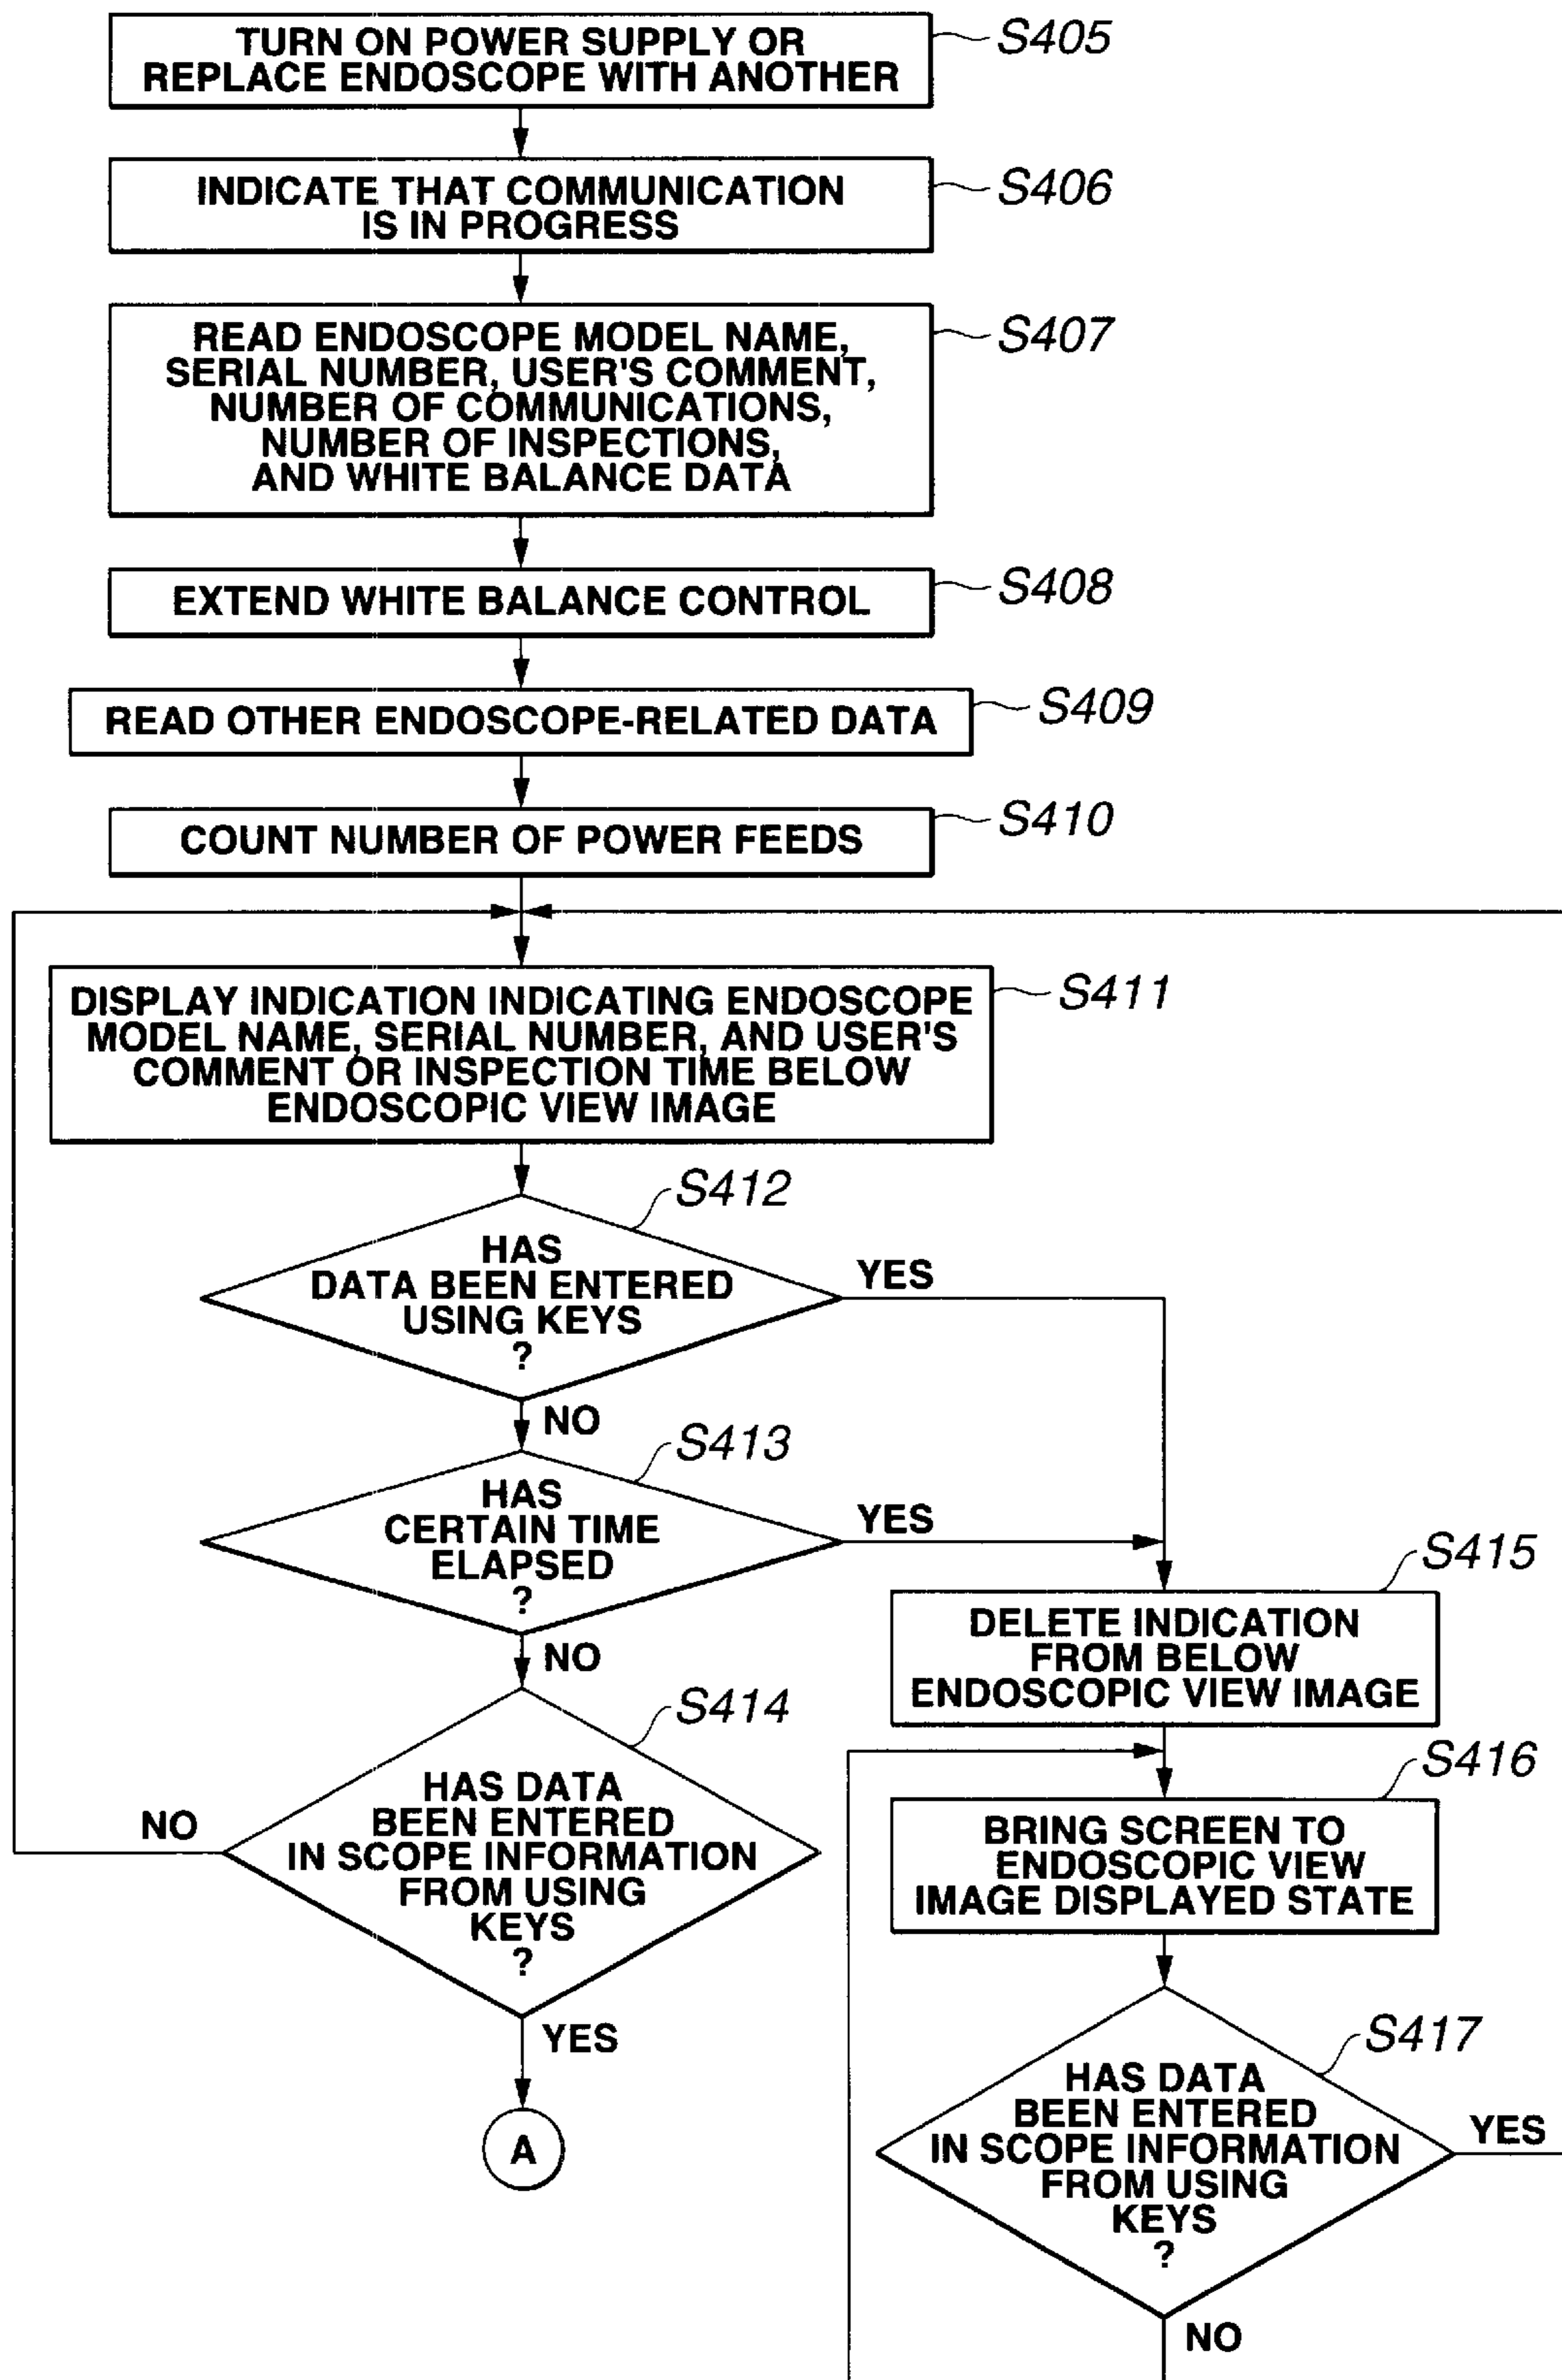 TURN ON POWER SUPPLY OR
REPLACE ENDOSCOPE WITH ANOTHER
S405
INDICATE THAT COMMUNICATION
IS IN PROGRESS
S406
READ ENDOSCOPE MODEL NAME,
SERIAL NUMBER, USER'S COMMENT,
NUMBER OF COMMUNICATIONS,
NUMBER OF INSPECTIONS,
AND WHITE BALANCE DATA
S407
EXTEND WHITE BALANCE CONTROL
S408
READ OTHER ENDOSCOPE-RELATED DATA
S409
COUNT NUMBER OF POWER FEEDS
S410
DISPLAY INDICATION INDICATING ENDOSCOPE
MODEL NAME, SERIAL NUMBER, AND USER'S
COMMENT OR INSPECTION TIME BELOW
ENDOSCOPIC VIEW IMAGE
S411
S412
HAS
DATA BEEN ENTERED
USING KEYS
?
YES
NO
S413
HAS
CERTAIN TIME
ELAPSED
?
YES
NO
S414
HAS DATA
BEEN ENTERED
IN SCOPE INFORMATION
FROM USING
KEYS
?
NO
YES
A
S415
DELETE INDICATION
FROM BELOW
ENDOSCOPIC VIEW IMAGE
S416
BRING SCREEN TO
ENDOSCOPIC VIEW
IMAGE DISPLAYED STATE
S417
HAS DATA
BEEN ENTERED
IN SCOPE INFORMATION
FROM USING
KEYS
?
YES
NO